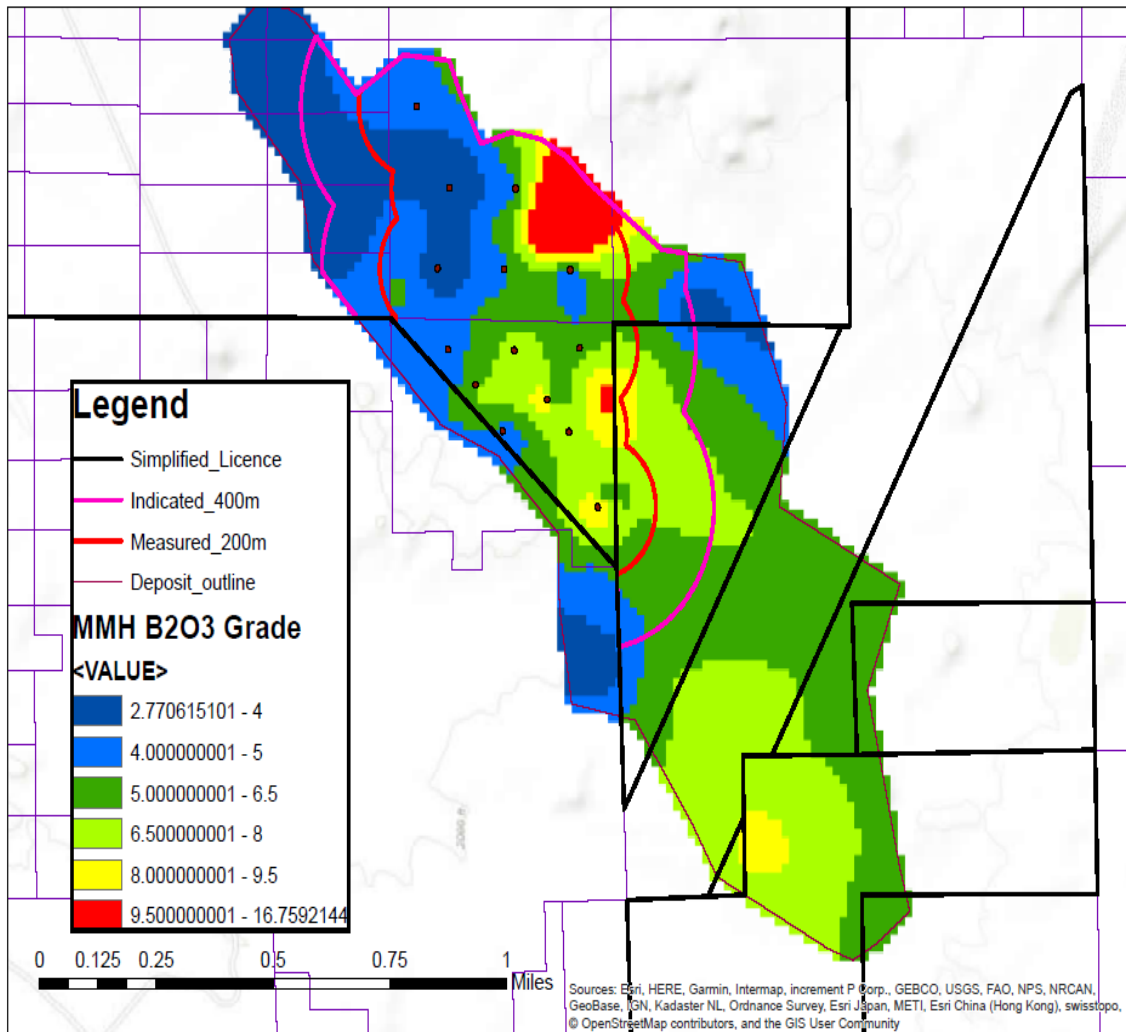 Legend
Simplified_Licence
Indicated_400m
Measured_200m
Deposit_outline
MMH B2O3 Grade
<VALUE>
2.770615101 - 4
4.000000001 - 5
5.000000001 - 6.5
6.500000001 - 8
8.000000001 - 9.5
9.500000001 - 16.7592144
0 0.125 0.25 0.5 0.75 1
Miles
2000 ft
Sources: Esri, HERE, Garmin, Intermap, increment P Corp., GEBCO, USGS, FAO, NPS, NRCAN,
GeoBase, IGN, Kadaster NL, Ordnance Survey, Esri Japan, METI, Esri China (Hong Kong), swisstopo,
© OpenStreetMap contributors, and the GIS User Community